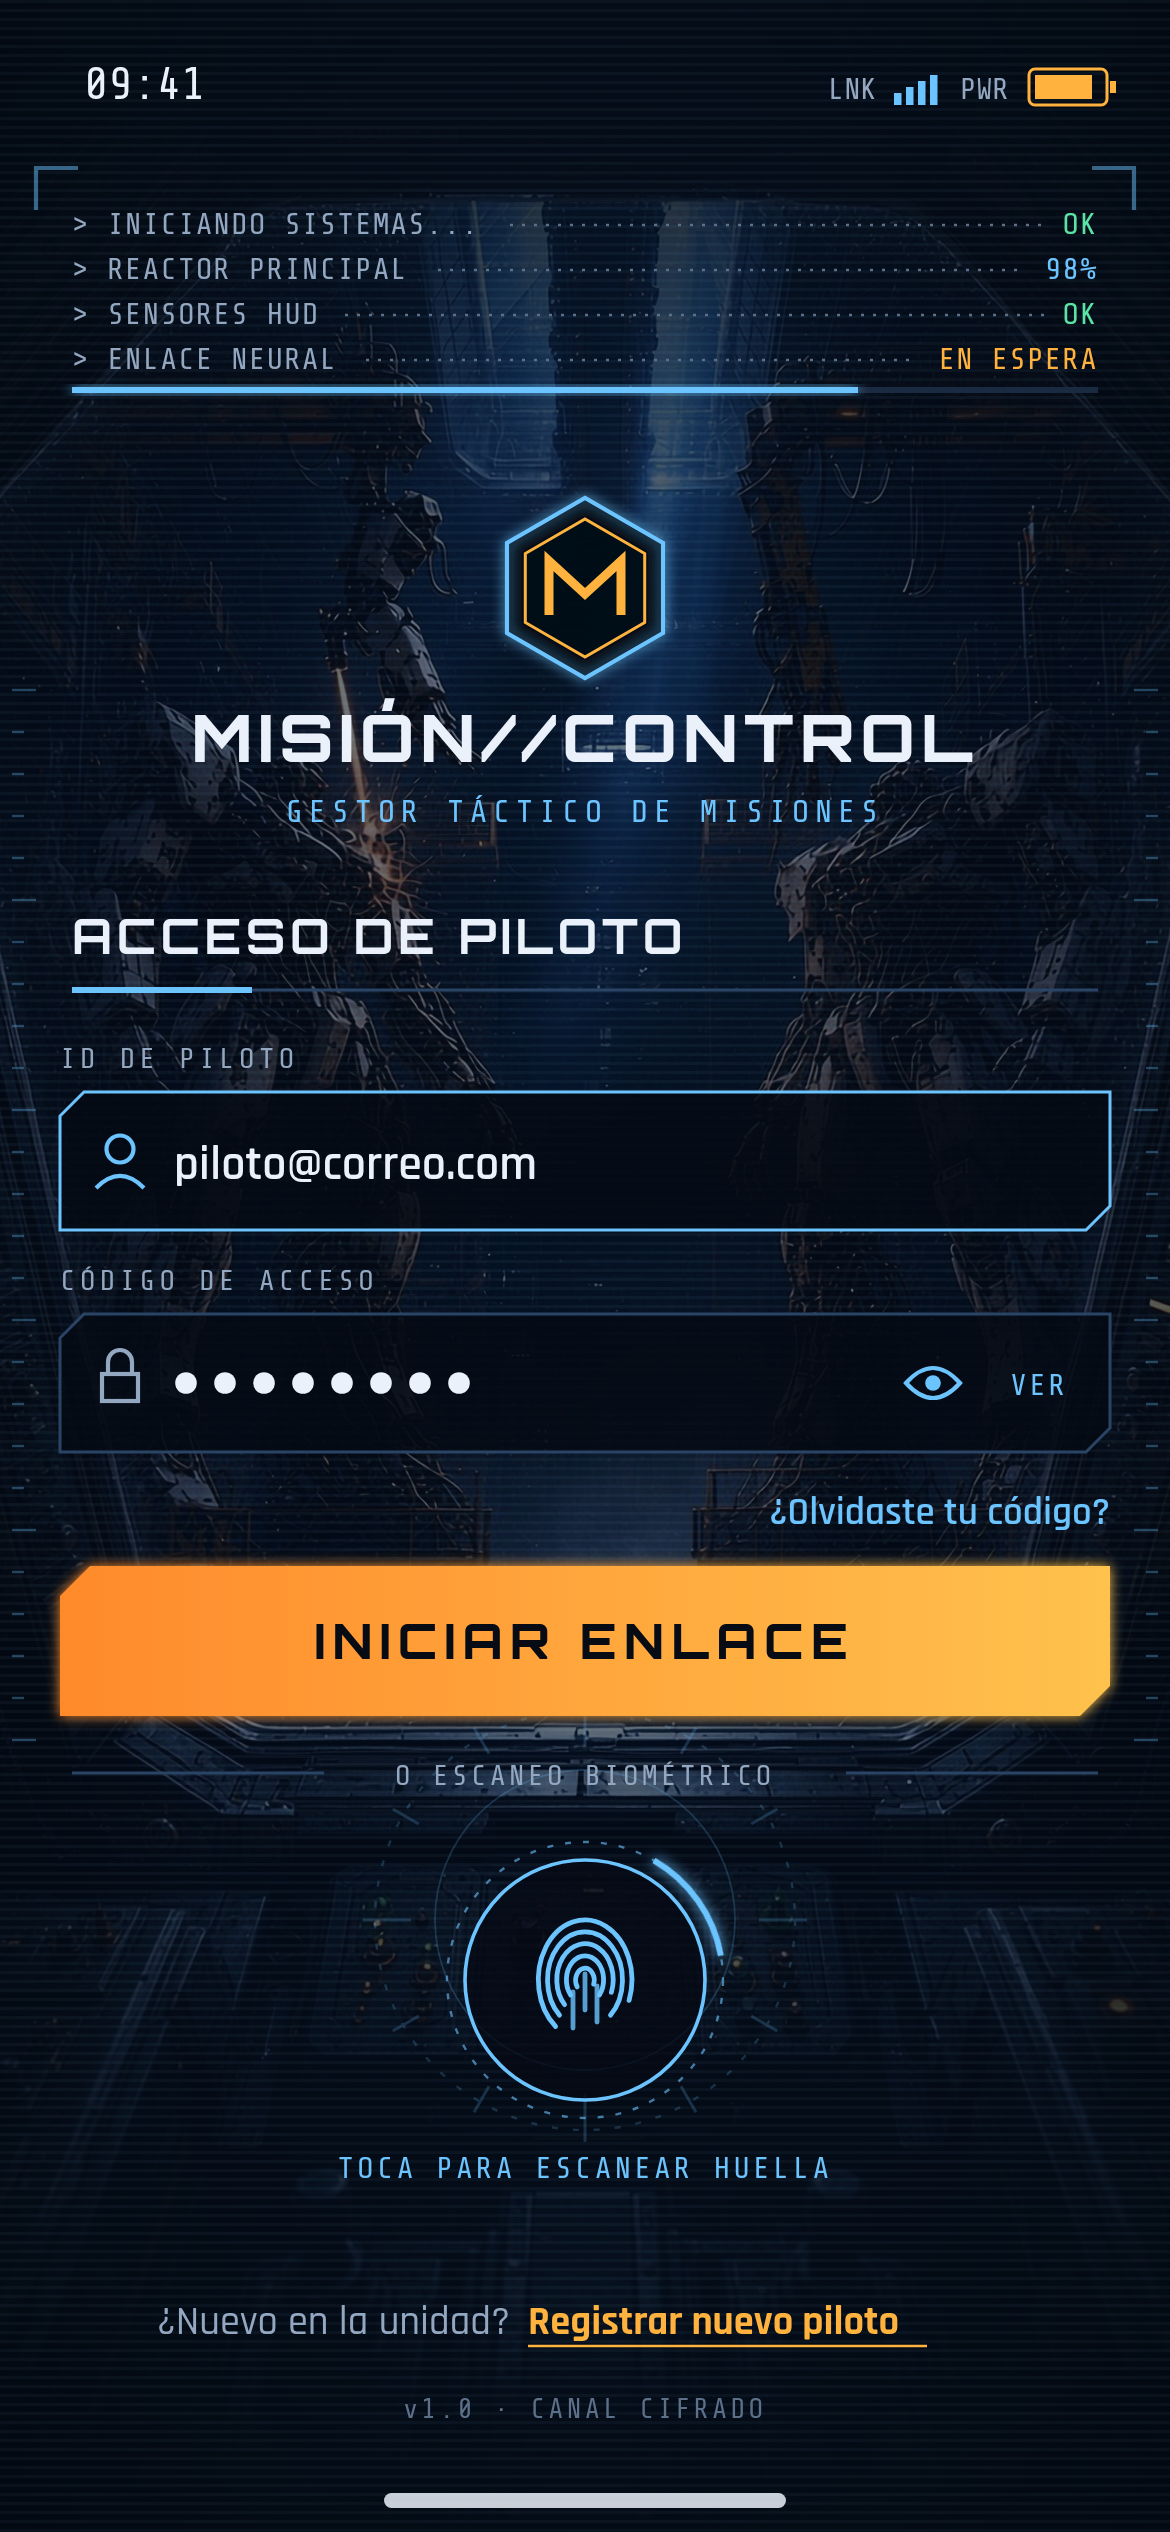 09:41 LNK PWR
> INICIANDO SISTEMAS... OK
> REACTOR PRINCIPAL 98%
> SENSORES HUD OK
> ENLACE NEURAL EN ESPERA
M
MISIÓN//CONTROL
GESTOR TÁCTICO DE MISIONES
ACCESO DE PILOTO
ID DE PILOTO
piloto@correo.com
CÓDIGO DE ACCESO
●●●●●●●● VER
¿Olvidaste tu código?
INICIAR ENLACE
O ESCANEO BIOMÉTRICO
TOCA PARA ESCANEAR HUELLA
¿Nuevo en la unidad? Registrar nuevo piloto
v1.0 · CANAL CIFRADO